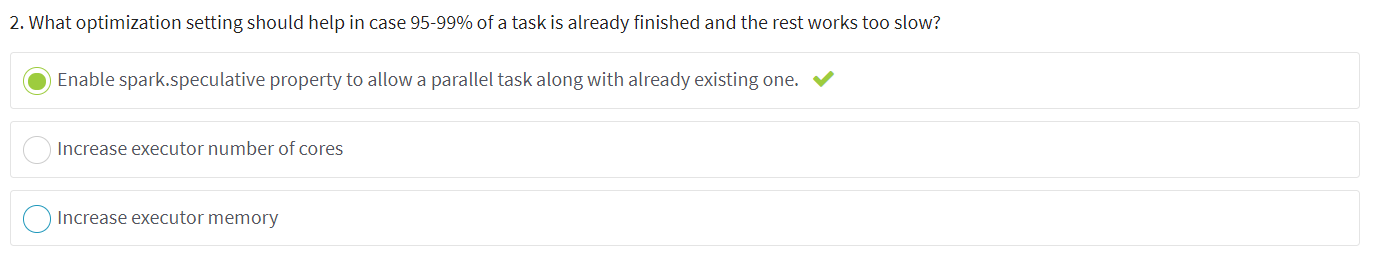 2. What optimization setting should help in case 95-99% of a task is already finished and the rest works too slow?
Enable spark.speculative property to allow a parallel task along with already existing one.
Increase executor number of cores
Increase executor memory